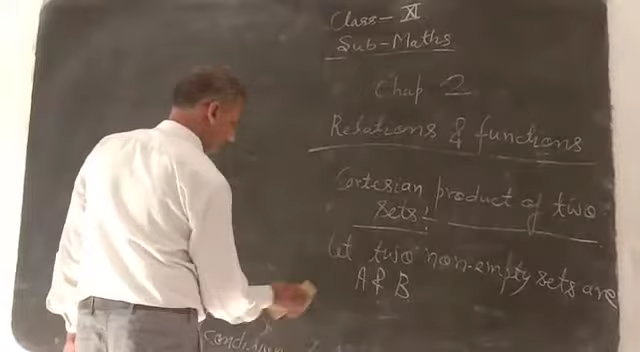 Class- XI
Sub-Maths
Chap 2
Relations & functions
Cartesian product of two
sets:
let two non-empty sets are
A & B